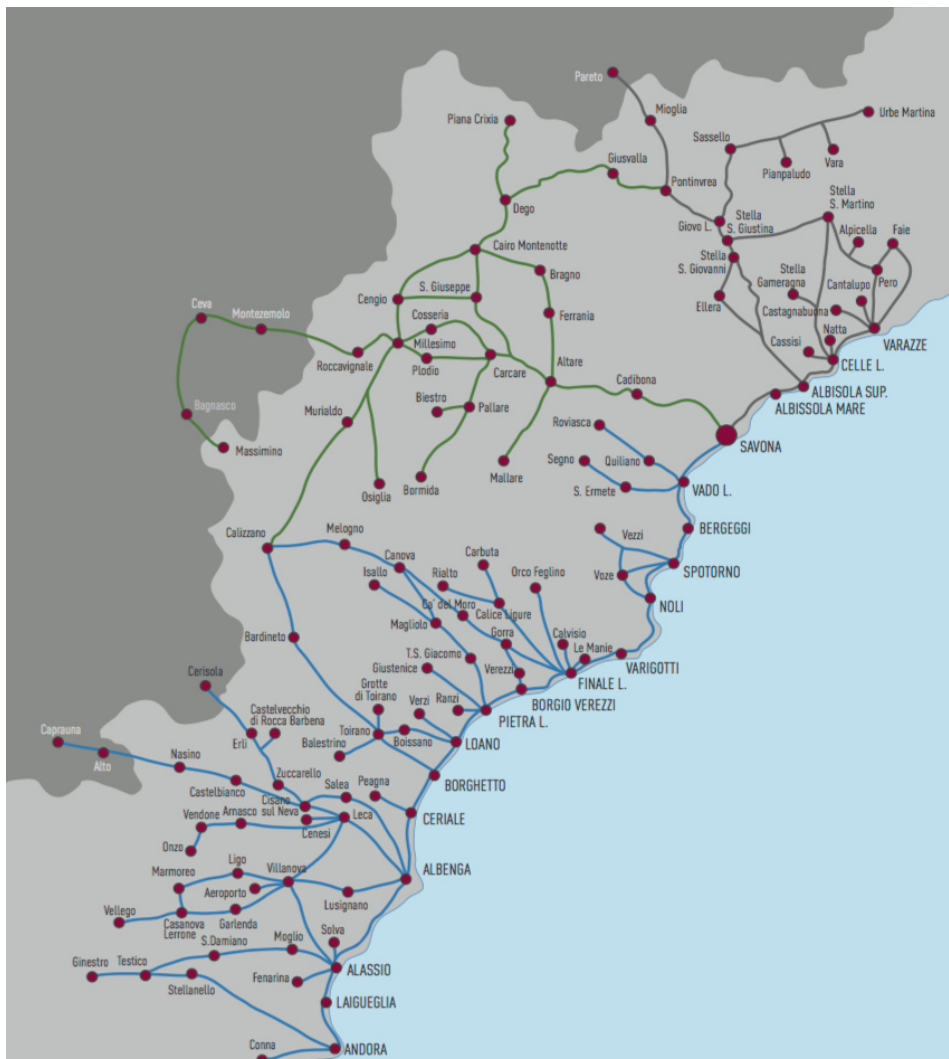 Pareto
Piana Crixia
Mioglia
Urbe Martina
Sassello
Giusvalla
Pianpaludo
Vara
Pontinvrea
Stella
S. Martino
Dego
Giovo L.
Stella
S. Giustina
Alpicella
Faie
Cairo Montenotte
Stella
S. Giovanni
Bragno
Stella
Gameragna
Cantalupo
Pero
Cengio
S. Giuseppe
Ellera
Ceva
Montezemolo
Cosseria
Ferrania
Castagnabuona
Natta
VARAZZE
Millesimo
Cassisi
CELLE L.
Roccavignale
Plodio
Carcare
Altare
Cadibona
ALBISOLA SUP.
ALBISSOLA MARE
Bagnasco
Murialdo
Biestro
Pallare
Roviasca
SAVONA
Massimino
Segno
Quiliano
Osiglia
Bormida
Mallare
S. Ermete
VADO L.
Calizzano
Melogno
Vezzi
BERGEGGI
Canova
Carbuta
Isallo
Rialto
Orco Feglino
SPOTORNO
Voze
Ca' del Moro
Calice Ligure
NOLI
Magliolo
Gorra
Calvisio
Bardineto
Le Manie
VARIGOTTI
T.S. Giacomo
Giustenice
Verezzi
FINALE L.
Cerisola
Grotte
di Toirano
Verzi
Ranzi
BORGIO VEREZZI
PIETRA L.
Castelvecchio
di Rocca Barbena
Caprauna
Erli
Toirano
Boissano
LOANO
Alto
Nasino
Balestrino
Zuccarello
BORGHETTO
Castelbianco
Salea
Peagna
Cisano
sul Neva
Vendone
Arnasco
Leca
CERIALE
Cenesi
Onzo
Ligo
Villanova
ALBENGA
Marmoreo
Aeroporto
Lusignano
Vellego
Casanova
Lerrone
Garlenda
Solva
S.Damiano
Moglio
Ginestro
Testico
ALASSIO
Stellanello
Fenarina
LAIGUEGLIA
Conna
ANDORA